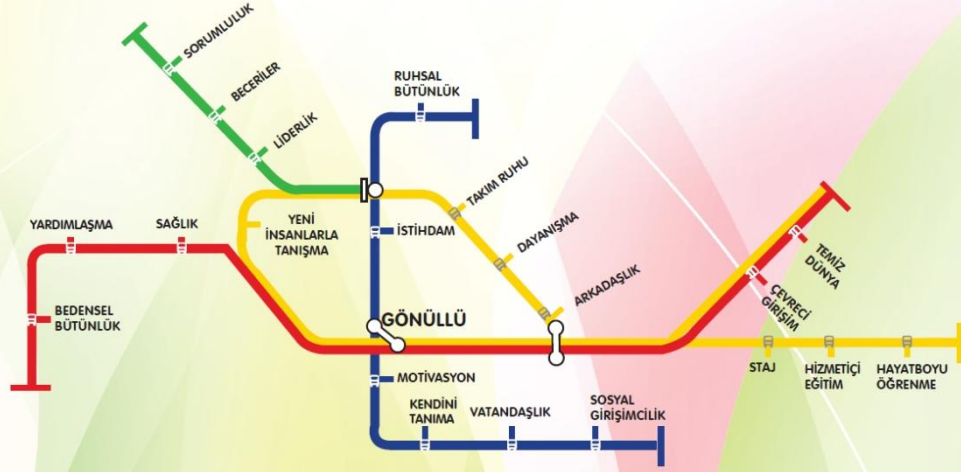 SORUMLULUK
BECERİLER
LİDERLİK
RUHSAL
BÜTÜNLÜK
TAKIM RUHU
DAYANIŞMA
ARKADAŞLIK
YARDIMLAŞMA
SAĞLIK
YENİ
İNSANLARLA
TANIŞMA
İSTİHDAM
TEMİZ
DÜNYA
ÇEVRECİ
GİRİŞİM
BEDENSEL
BÜTÜNLÜK
GÖNÜLLÜ
STAJ
HİZMETİÇİ
EĞİTİM
HAYATBOYU
ÖĞRENME
MOTİVASYON
KENDİNİ
TANIMA
VATANDAŞLIK
SOSYAL
GİRİŞİMCİLİK